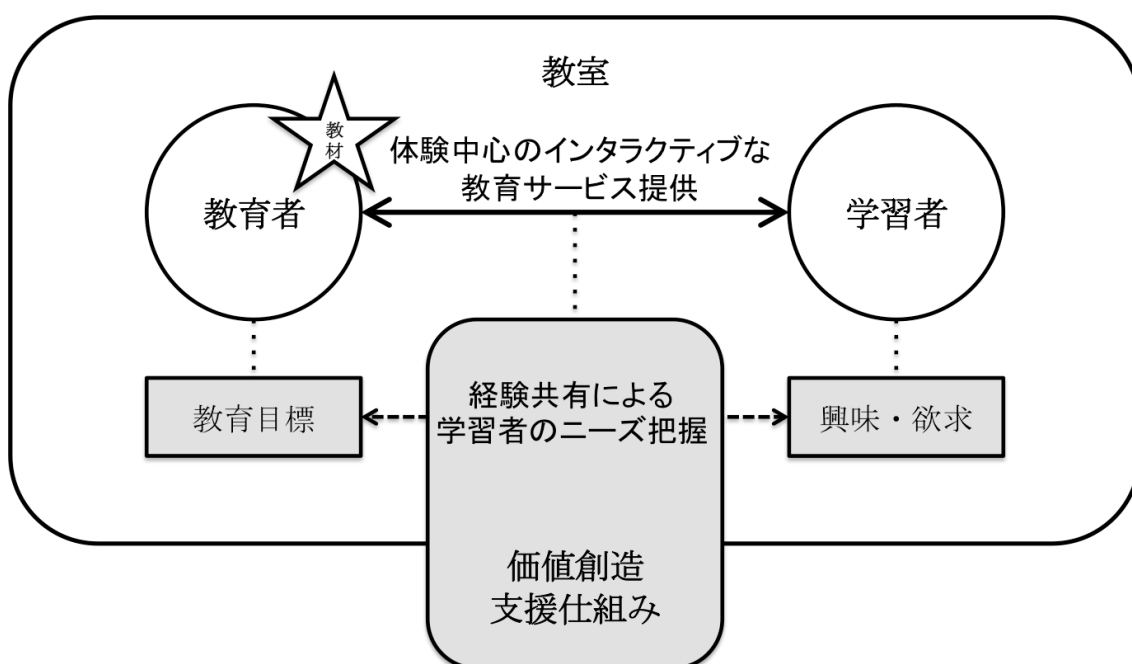 教室
教
材
体験中心のインタラクティブな
教育サービス提供
教育者
学習者
経験共有による
学習者のニーズ把握
教育目標
興味・欲求
価値創造
支援仕組み